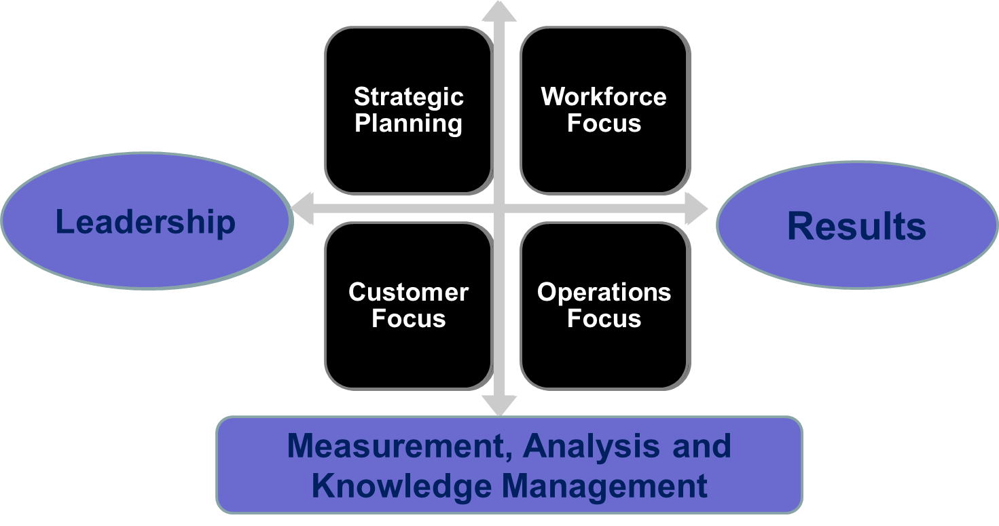 Strategic
Planning
Workforce
Focus
Leadership
Results
Customer
Focus
Operations
Focus
Measurement, Analysis and
Knowledge Management